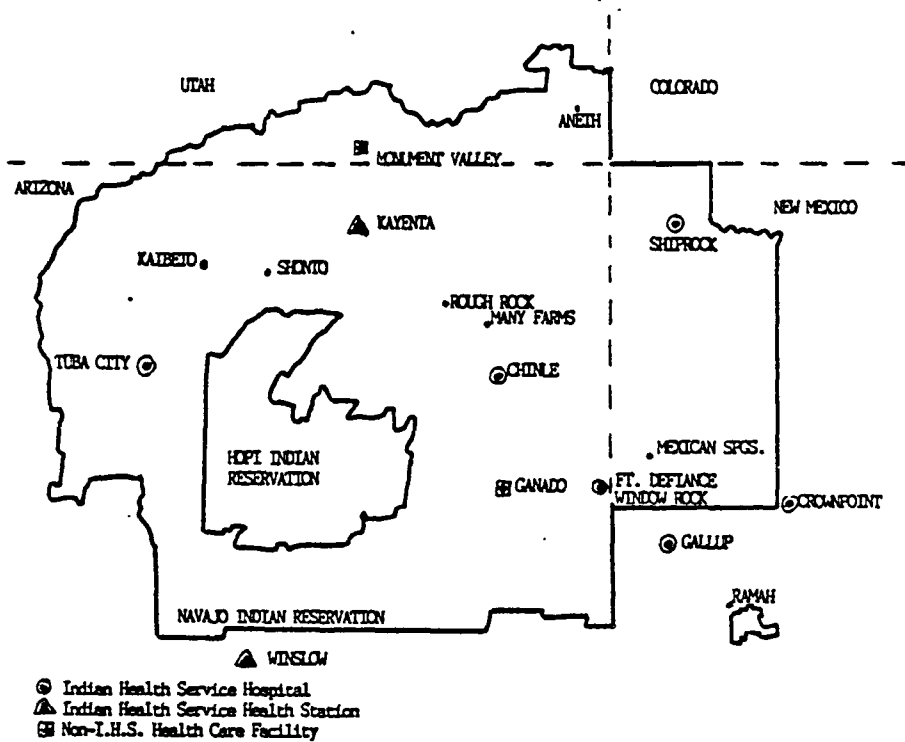 UTAH
COLORADO
ANETH
MONUMENT VALLEY
ARIZONA
NEW MEXICO
KAYENTA
SHIPROCK
KAIBETO
SHONTO
ROUGH ROCK
MANY FARMS
TUBA CITY
CHINLE
HOPI INDIAN
RESERVATION
MEXICAN SPGS.
GANADO
FT. DEFIANCE
WINDOW ROCK
CROWNPOINT
GALLUP
RAMAH
NAVAJO INDIAN RESERVATION
WINSLOW
Indian Health Service Hospital
Indian Health Service Health Station
Non-I.H.S. Health Care Facility